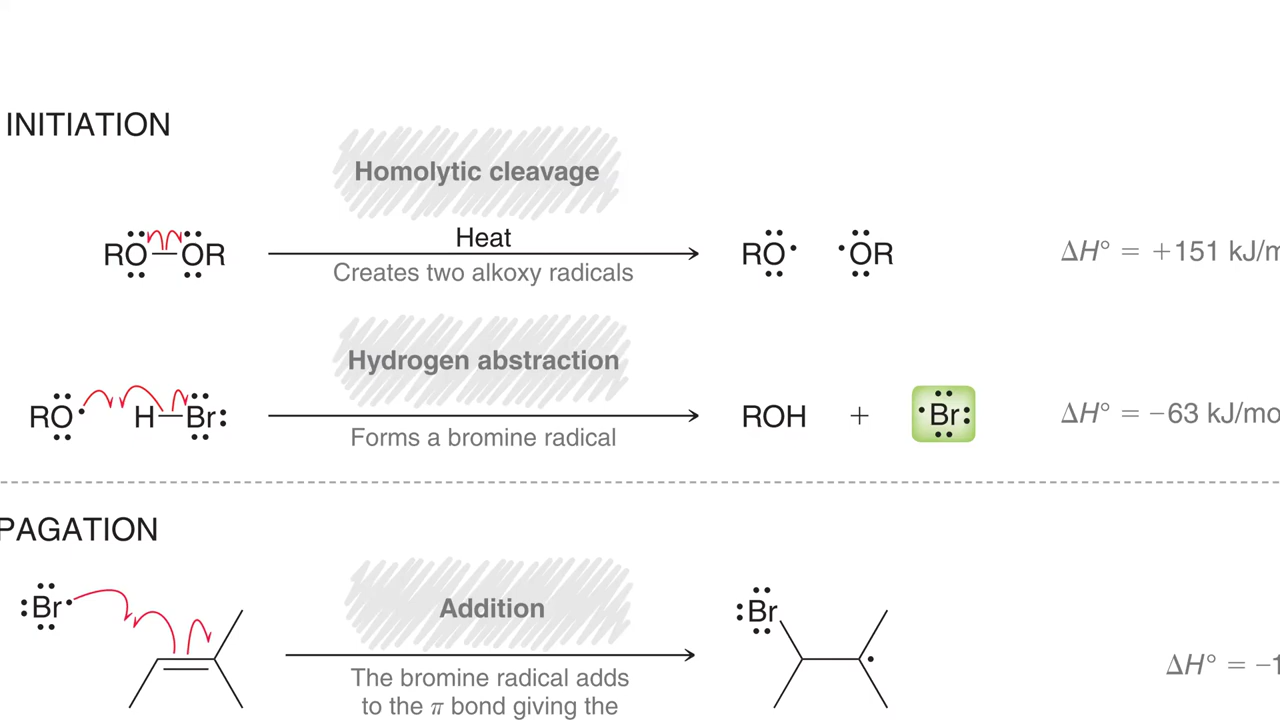 INITIATION
Homolytic cleavage
RO—OR
Heat
Creates two alkoxy radicals
RO· ·OR
ΔH° = +151 kJ/m
Hydrogen abstraction
RO· H—Br:
Forms a bromine radical
ROH + ·Br:
ΔH° = −63 kJ/mo
PAGATION
:Br·
Addition
:Br
The bromine radical adds
to the π bond giving the
ΔH° = −1